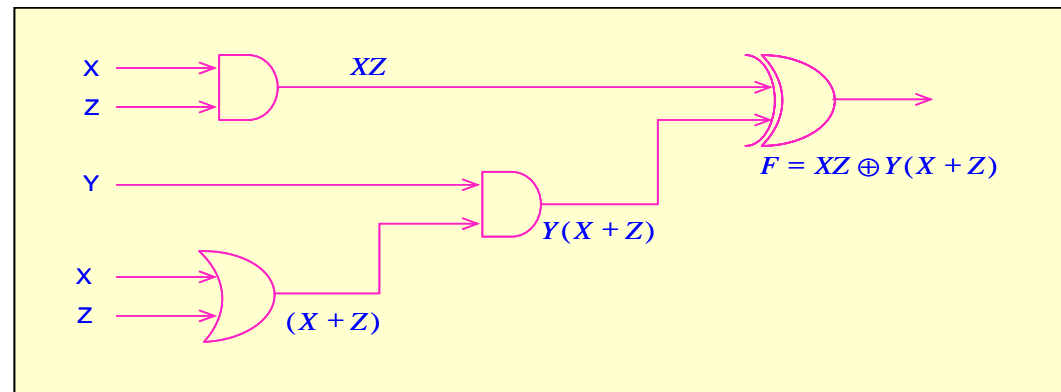 X
XZ
Z
F = XZ ⊕ Y(X + Z)
Y
Y(X + Z)
X
Z
(X + Z)